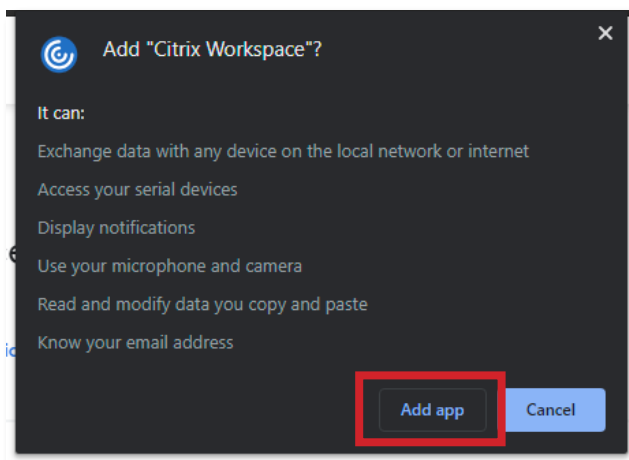 Add "Citrix Workspace"?
It can:
Exchange data with any device on the local network or internet
Access your serial devices
Display notifications
Use your microphone and camera
Read and modify data you copy and paste
Know your email address
Add app
Cancel